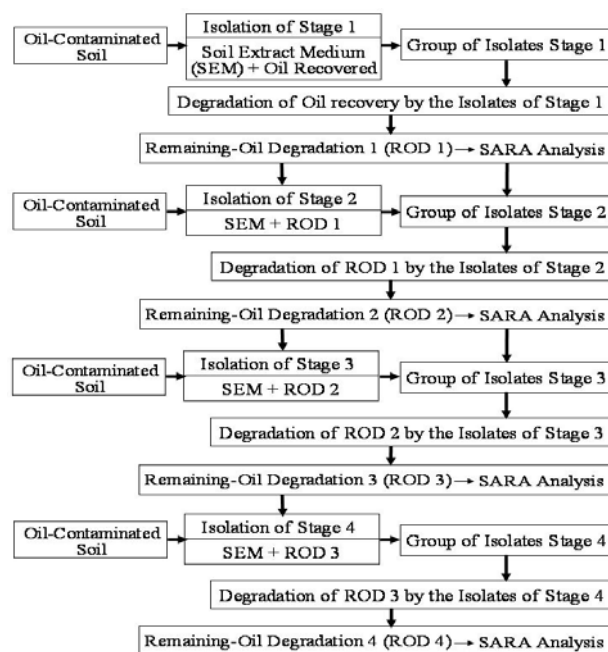 Isolation of Stage 1
Oil-Contaminated
Soil
Soil Extract Medium
(SEM) + Oil Recovered
Group of Isolates Stage 1
Degradation of Oil recovery by the Isolates of Stage 1
Remaining-Oil Degradation 1 (ROD 1) → SARA Analysis
Oil-Contaminated
Soil
Isolation of Stage 2
SEM + ROD 1
Group of Isolates Stage 2
Degradation of ROD 1 by the Isolates of Stage 2
Remaining-Oil Degradation 2 (ROD 2) → SARA Analysis
Oil-Contaminated
Soil
Isolation of Stage 3
SEM + ROD 2
Group of Isolates Stage 3
Degradation of ROD 2 by the Isolates of Stage 3
Remaining-Oil Degradation 3 (ROD 3) → SARA Analysis
Oil-Contaminated
Soil
Isolation of Stage 4
SEM + ROD 3
Group of Isolates Stage 4
Degradation of ROD 3 by the Isolates of Stage 4
Remaining-Oil Degradation 4 (ROD 4) → SARA Analysis